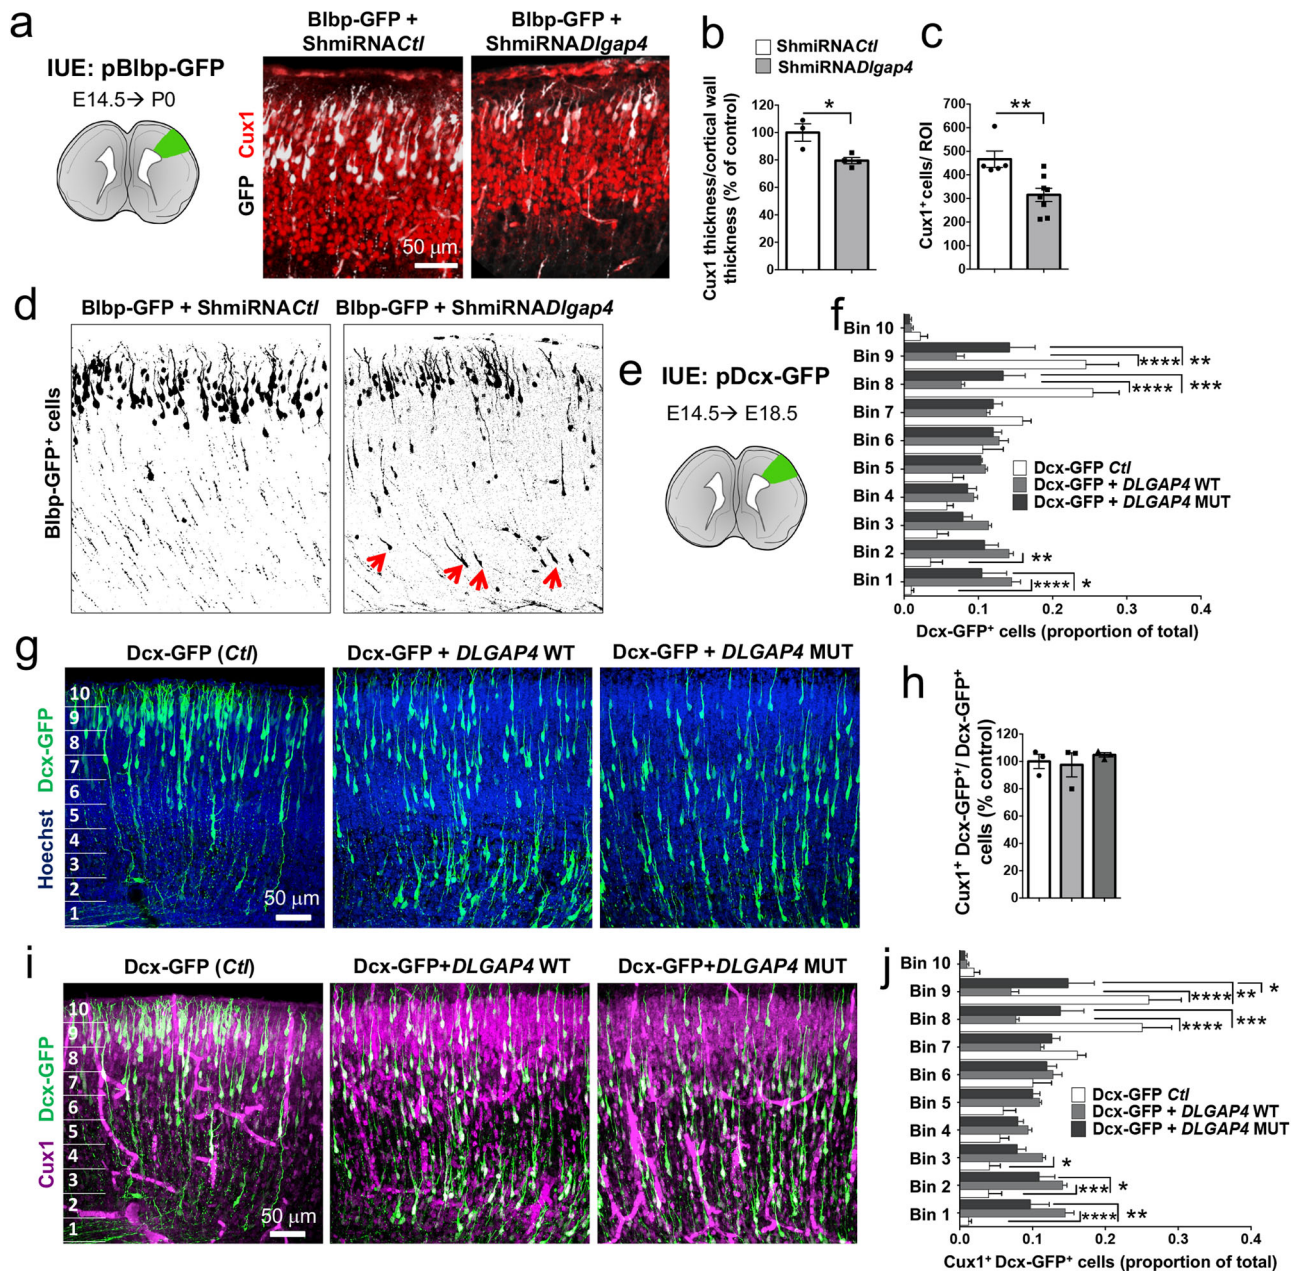 a
IUE: pBlbp-GFP
E14.5→ P0
Blbp-GFP +
ShmiRNACtl
Blbp-GFP +
ShmiRNADlgap4
GFP Cux1
50 μm
b
ShmiRNACtl
ShmiRNADlgap4
Cux1 thickness/cortical wall
thickness (% of control)
120
100
80
60
40
20
0
*
c
Cux1⁺ cells/ ROI
700
600
500
400
300
200
100
0
**
d
Blbp-GFP + ShmiRNACtl
Blbp-GFP + ShmiRNADlgap4
Blbp-GFP⁺ cells
e
IUE: pDcx-GFP
E14.5→ E18.5
f
Bin 10
Bin 9
**** **
Bin 8
**** ***
Bin 7
Bin 6
Bin 5
Bin 4
Bin 3
Bin 2
**
Bin 1
**** *
Dcx-GFP Ctl
Dcx-GFP + DLGAP4 WT
Dcx-GFP + DLGAP4 MUT
0.0 0.1 0.2 0.3 0.4
Dcx-GFP⁺ cells (proportion of total)
g
Dcx-GFP (Ctl)
Dcx-GFP + DLGAP4 WT
Dcx-GFP + DLGAP4 MUT
Hoechst Dcx-GFP
10
9
8
7
6
5
4
3
2
1
50 μm
h
Cux1⁺ Dcx-GFP⁺/ Dcx-GFP⁺
cells (% control)
120
100
80
60
40
20
0
i
Dcx-GFP (Ctl)
Dcx-GFP+DLGAP4 WT
Dcx-GFP+DLGAP4 MUT
Cux1 Dcx-GFP
10
9
8
7
6
5
4
3
2
1
50 μm
j
Bin 10
Bin 9
**** ** *
Bin 8
**** ***
Bin 7
Bin 6
Bin 5
Bin 4
Bin 3
*
Bin 2
*** *
Bin 1
**** **
Dcx-GFP Ctl
Dcx-GFP + DLGAP4 WT
Dcx-GFP + DLGAP4 MUT
0.0 0.1 0.2 0.3 0.4
Cux1⁺ Dcx-GFP⁺ cells (proportion of total)